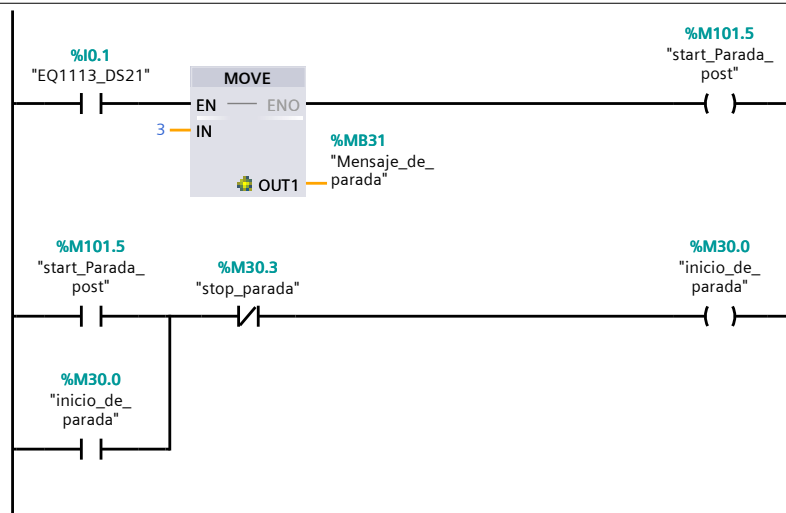 %I0.1
"EQ1113_DS21"
MOVE
EN
ENO
3
IN
OUT1
%MB31
"Mensaje_de_
parada"
%M101.5
"start_Parada_
post"
%M101.5
"start_Parada_
post"
%M30.3
"stop_parada"
%M30.0
"inicio_de_
parada"
%M30.0
"inicio_de_
parada"